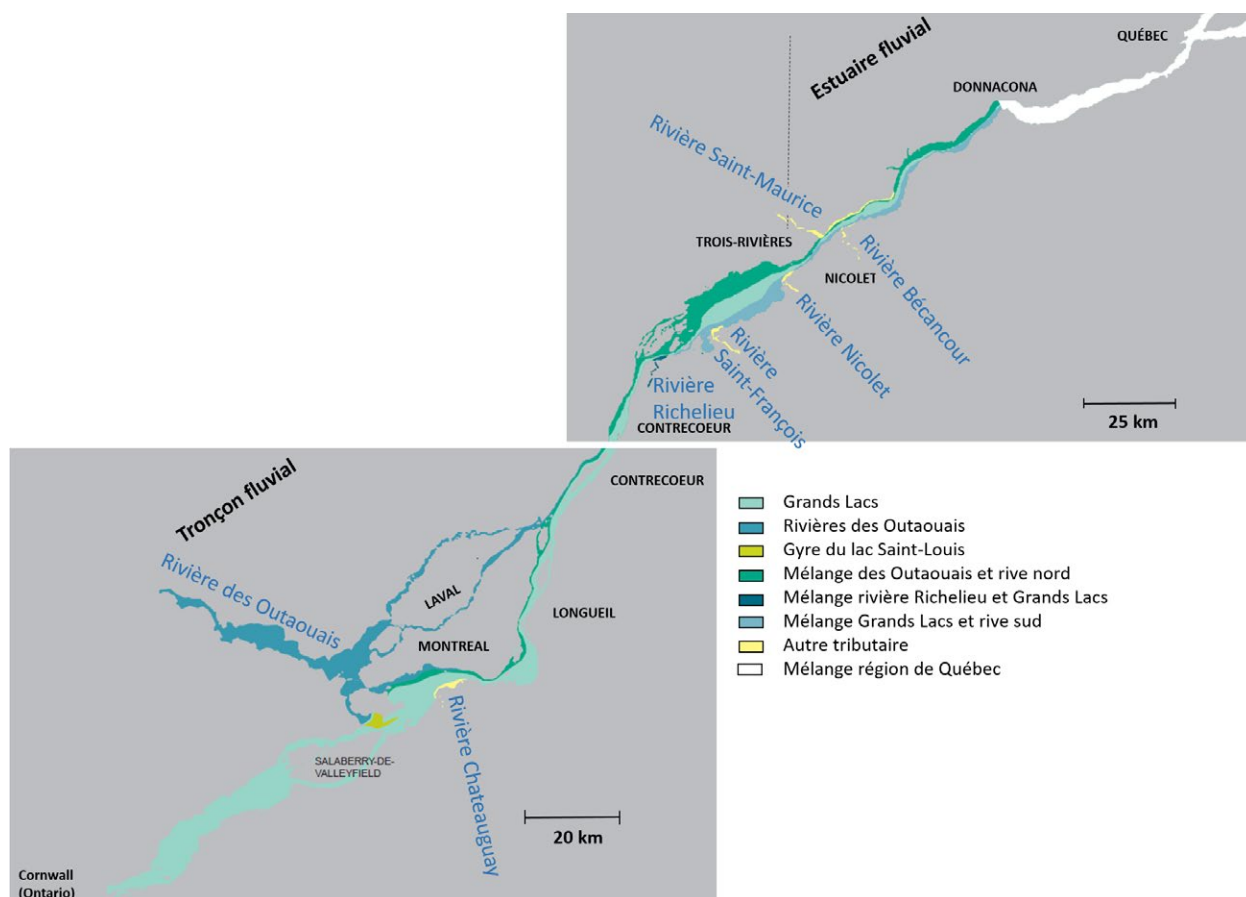 Estuaire fluvial
QUÉBEC
DONNACONA
Rivière Saint-Maurice
TROIS-RIVIÈRES
NICOLET
Rivière Bécancour
Rivière Nicolet
Rivière
Saint-François
Rivière
Richelieu
CONTRECOEUR
25 km
Tronçon fluvial
CONTRECOEUR
Rivière des Outaouais
LAVAL
LONGUEIL
MONTREAL
SALABERRY-DE-
VALLEYFIELD
Rivière Chateauguay
20 km
Cornwall
(Ontario)
Grands Lacs
Rivières des Outaouais
Gyre du lac Saint-Louis
Mélange des Outaouais et rive nord
Mélange rivière Richelieu et Grands Lacs
Mélange Grands Lacs et rive sud
Autre tributaire
Mélange région de Québec